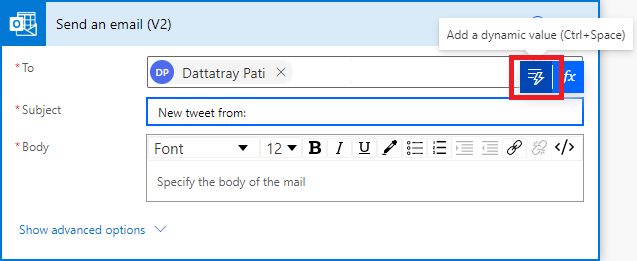 Send an email (V2)
Add a dynamic value (Ctrl+Space)
*To
DP Dattatray Pati ×
fx
*Subject
New tweet from:
*Body
Font 12 B I U </>
Specify the body of the mail
Show advanced options